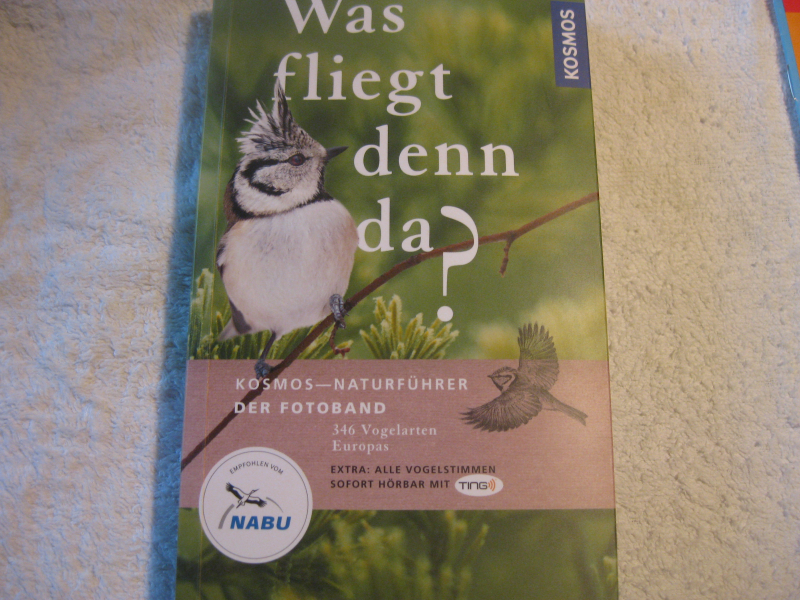 Was
fliegt
denn
da?
KOSMOS
KOSMOS—NATURFÜHRER
DER FOTOBAND
346 Vogelarten
Europas
EXTRA: ALLE VOGELSTIMMEN
SOFORT HÖRBAR MIT TING
EMPFOHLEN VOM
NABU